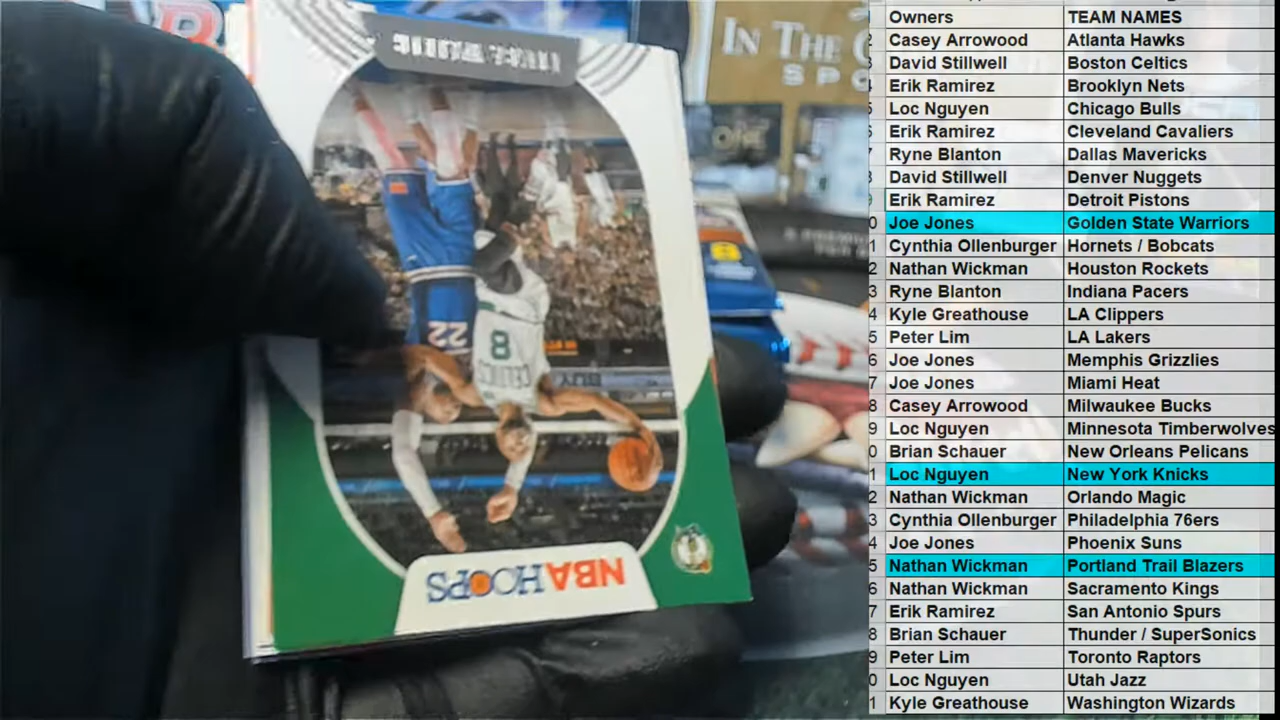 IN THE
SPO
NBA HOOPS
CELTICS
8
22
Owners TEAM NAMES
Casey Arrowood Atlanta Hawks
David Stillwell Boston Celtics
Erik Ramirez Brooklyn Nets
Loc Nguyen Chicago Bulls
Erik Ramirez Cleveland Cavaliers
Ryne Blanton Dallas Mavericks
David Stillwell Denver Nuggets
Erik Ramirez Detroit Pistons
Joe Jones Golden State Warriors
Cynthia Ollenburger Hornets / Bobcats
Nathan Wickman Houston Rockets
Ryne Blanton Indiana Pacers
Kyle Greathouse LA Clippers
Peter Lim LA Lakers
Joe Jones Memphis Grizzlies
Joe Jones Miami Heat
Casey Arrowood Milwaukee Bucks
Loc Nguyen Minnesota Timberwolves
Brian Schauer New Orleans Pelicans
Loc Nguyen New York Knicks
Nathan Wickman Orlando Magic
Cynthia Ollenburger Philadelphia 76ers
Joe Jones Phoenix Suns
Nathan Wickman Portland Trail Blazers
Nathan Wickman Sacramento Kings
Erik Ramirez San Antonio Spurs
Brian Schauer Thunder / SuperSonics
Peter Lim Toronto Raptors
Loc Nguyen Utah Jazz
Kyle Greathouse Washington Wizards